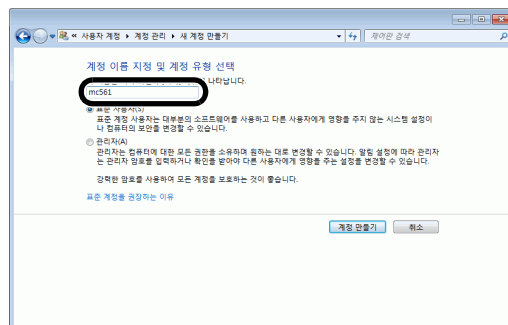 « 사용자 계정 ▸ 계정 관리 ▸ 새 계정 만들기
제어판 검색
계정 이름 지정 및 계정 유형 선택
나타납니다.
mc561
표준 사용자(S)
표준 계정 사용자는 대부분의 소프트웨어를 사용하고 다른 사용자에게 영향을 주지 않는 시스템 설정이
나 컴퓨터의 보안을 변경할 수 있습니다.
관리자(A)
관리자는 컴퓨터에 대한 모든 권한을 소유하며 원하는 대로 변경할 수 있습니다. 알림 설정에 따라 관리자
는 관리자 암호를 입력하거나 확인을 받아야 다른 사용자에게 영향을 주는 설정을 변경할 수 있습니다.
강력한 암호를 사용하여 모든 계정을 보호하는 것이 좋습니다.
표준 계정을 권장하는 이유
계정 만들기
취소